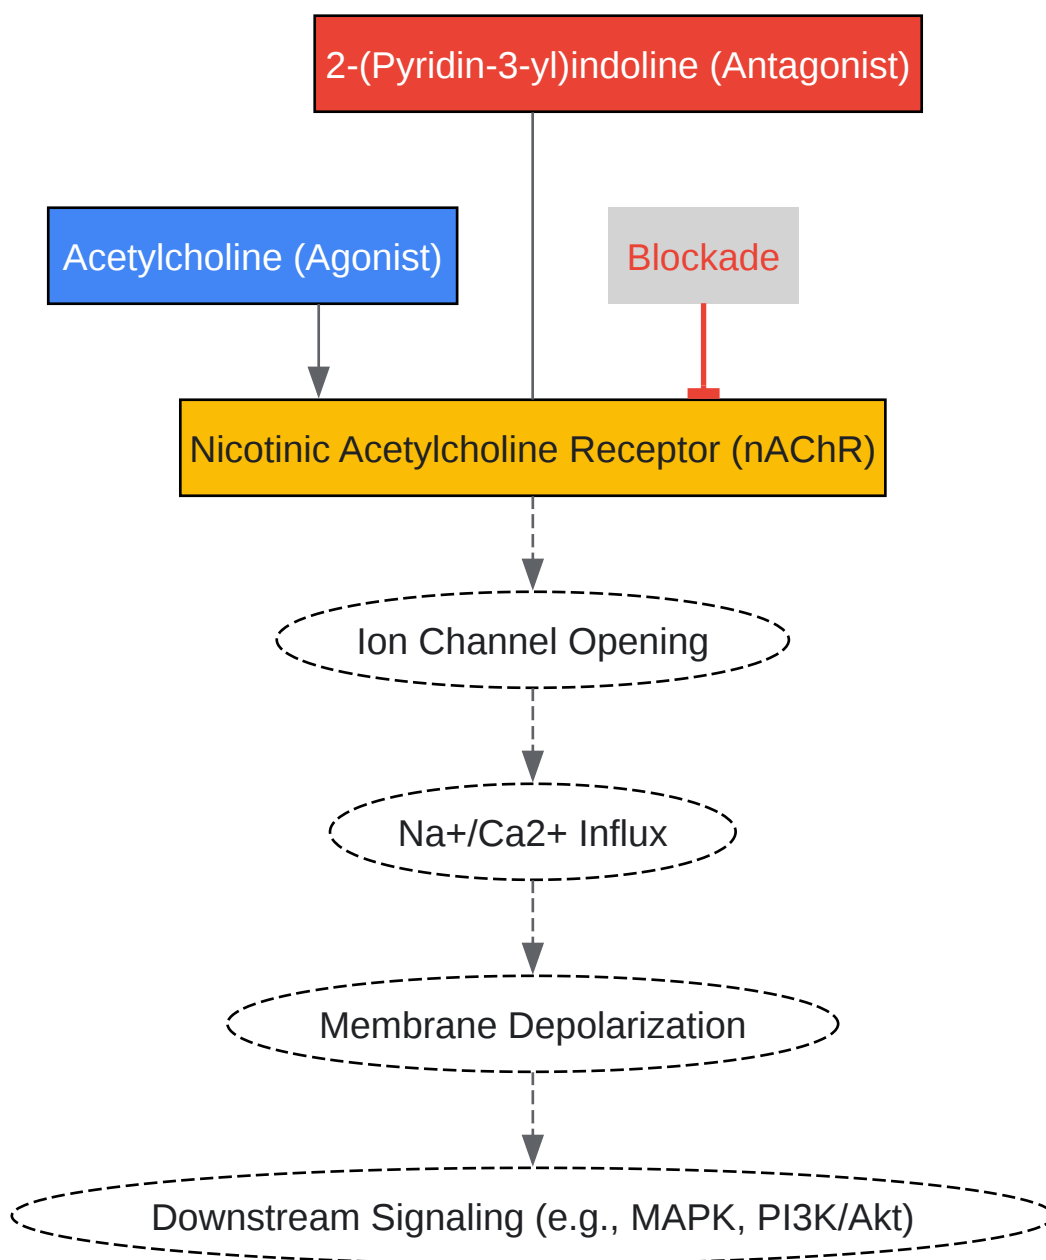 2-(Pyridin-3-yl)indoline (Antagonist)
Acetylcholine (Agonist)
Blockade
Nicotinic Acetylcholine Receptor (nAChR)
Ion Channel Opening
Na+/Ca2+ Influx
Membrane Depolarization
Downstream Signaling (e.g., MAPK, PI3K/Akt)